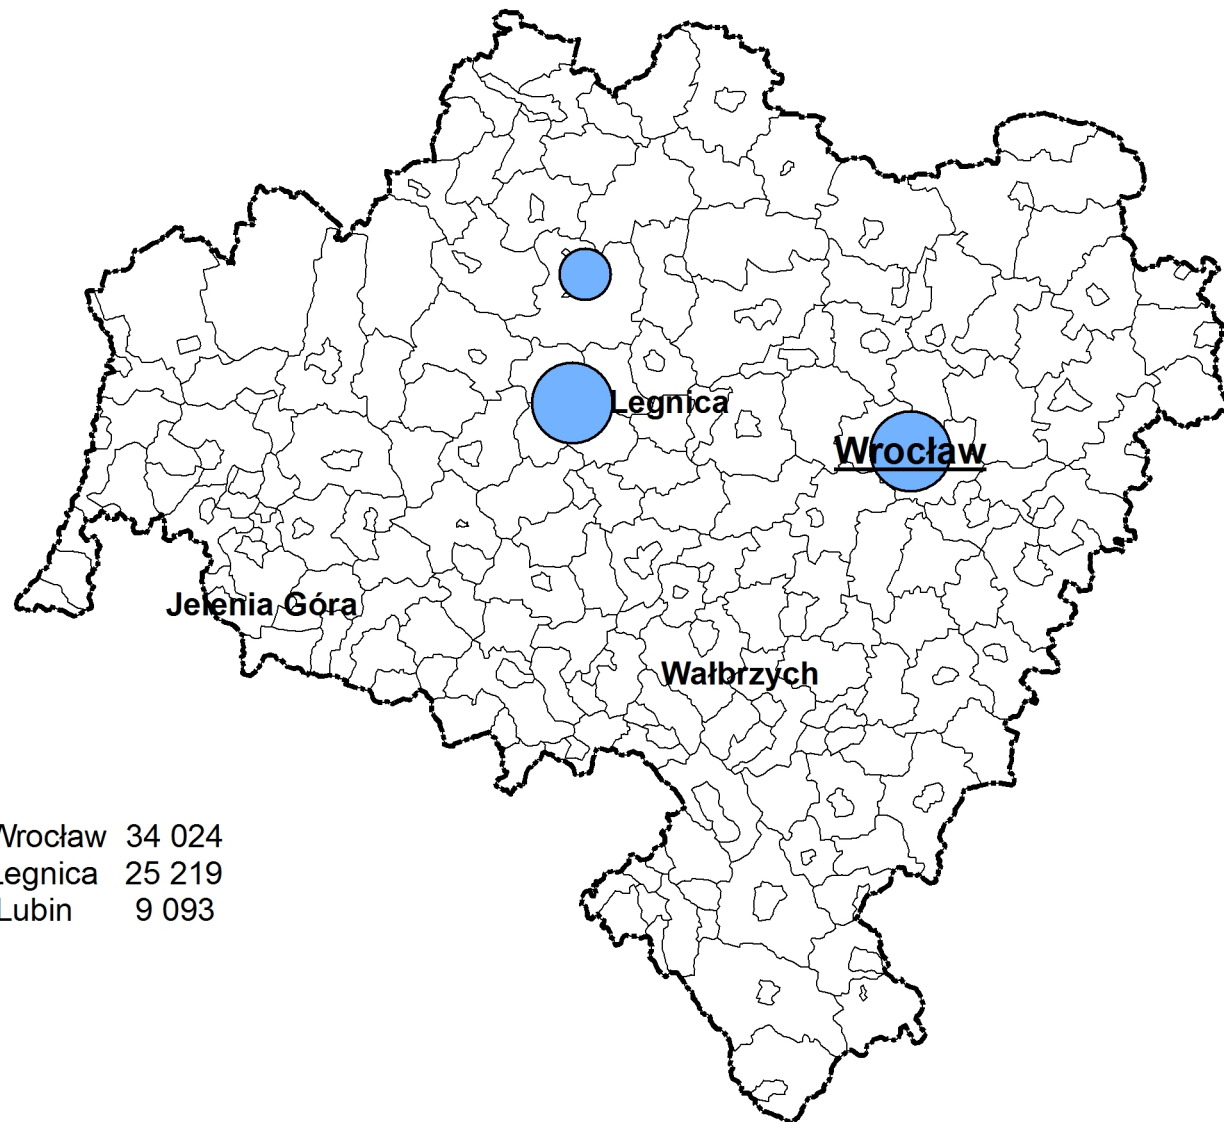 Legnica
Wrocław
Jelenia Góra
Wałbrzych
Wrocław 34 024
Legnica 25 219
Lubin 9 093